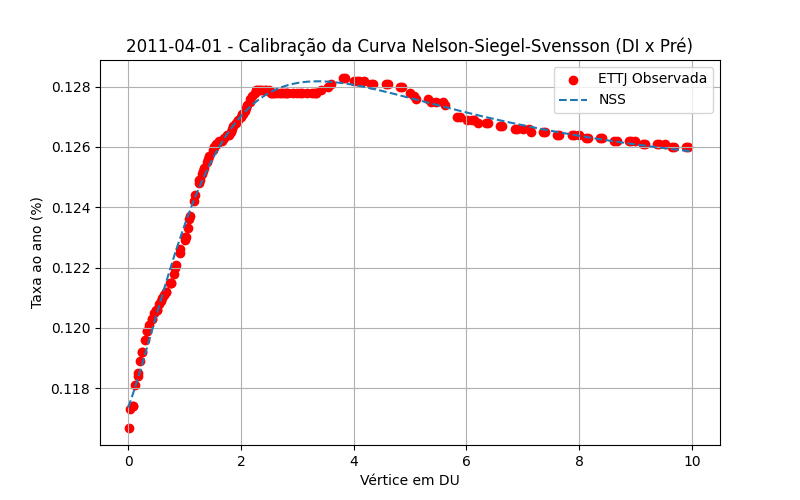 2011-04-01 - Calibração da Curva Nelson-Siegel-Svensson (DI x Pré)
ETTJ Observada
NSS
Taxa ao ano (%)
0.128
0.126
0.124
0.122
0.120
0.118
0 2 4 6 8 10
Vértice em DU